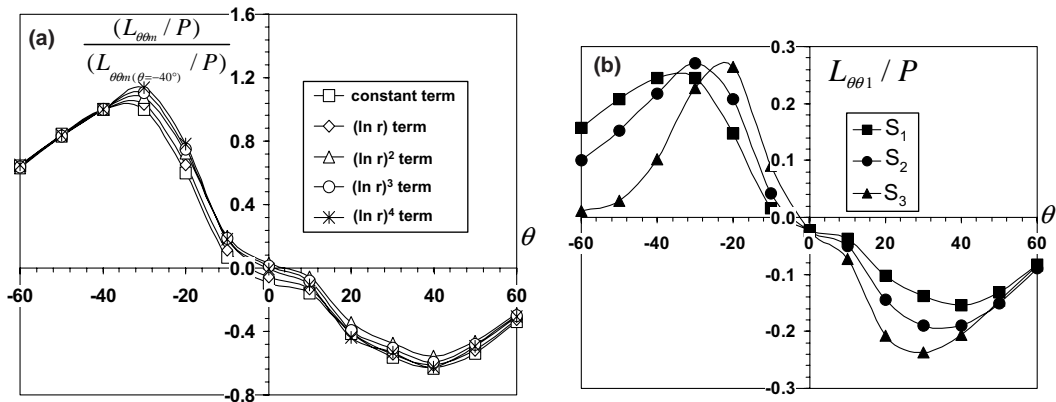 (a)
(L_θθm / P)
(L_θθm(θ=−40°) / P)
constant term
(ln r) term
(ln r)² term
(ln r)³ term
(ln r)⁴ term
1.6
1.2
0.8
0.4
0.0
-0.4
-0.8
-60 -40 -20 0 20 40 60
θ
(b)
L_θθ1 / P
S₁
S₂
S₃
0.3
0.2
0.1
0.0
-0.1
-0.2
-0.3
-60 -40 -20 0 20 40 60
θ